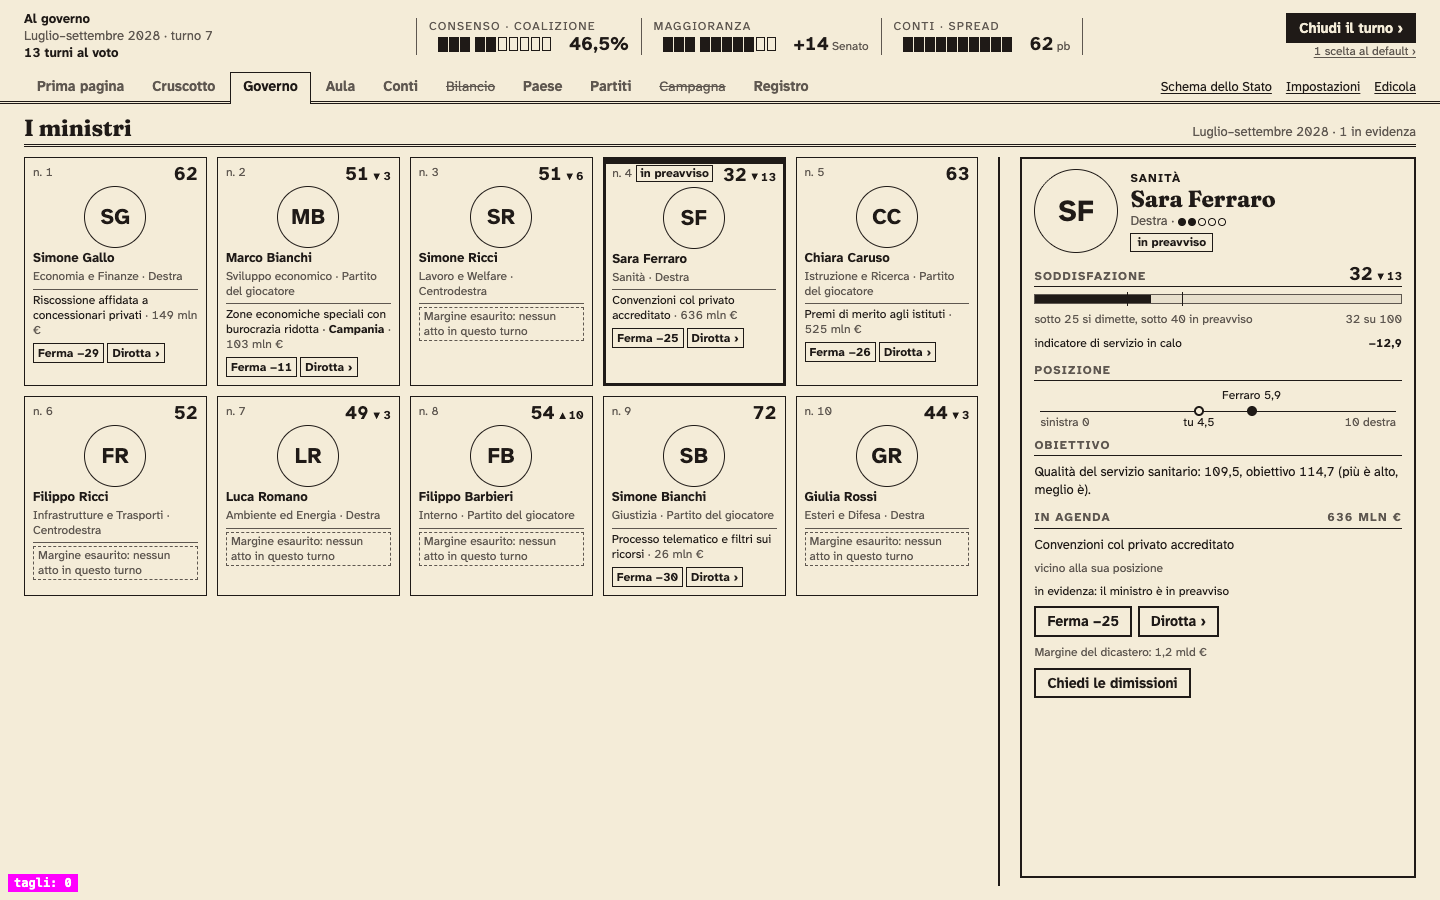 Al governo
Luglio–settembre 2028 · turno 7
13 turni al voto
CONSENSO · COALIZIONE
46,5%
MAGGIORANZA
+14 Senato
CONTI · SPREAD
62 pb
Chiudi il turno ›
1 scelta al default ›
Prima pagina Cruscotto Governo Aula Conti Bilancio Paese Partiti Campagna Registro
Schema dello Stato Impostazioni Edicola
I ministri
Luglio–settembre 2028 · 1 in evidenza
n. 1 62
SG
Simone Gallo
Economia e Finanze · Destra
Riscossione affidata a
concessionari privati · 149 mln
€
Ferma −29 Dirotta ›
n. 2 51 ▼ 3
MB
Marco Bianchi
Sviluppo economico · Partito
del giocatore
Zone economiche speciali con
burocrazia ridotta · Campania ·
103 mln €
Ferma −11 Dirotta ›
n. 3 51 ▼ 6
SR
Simone Ricci
Lavoro e Welfare ·
Centrodestra
Margine esaurito: nessun
atto in questo turno
n. 4 in preavviso 32 ▼ 13
SF
Sara Ferraro
Sanità · Destra
Convenzioni col privato
accreditato · 636 mln €
Ferma −25 Dirotta ›
n. 5 63
CC
Chiara Caruso
Istruzione e Ricerca · Partito
del giocatore
Premi di merito agli istituti ·
525 mln €
Ferma −26 Dirotta ›
n. 6 52
FR
Filippo Ricci
Infrastrutture e Trasporti ·
Centrodestra
Margine esaurito: nessun
atto in questo turno
n. 7 49 ▼ 3
LR
Luca Romano
Ambiente ed Energia · Destra
Margine esaurito: nessun
atto in questo turno
n. 8 54 ▲ 10
FB
Filippo Barbieri
Interno · Partito del giocatore
Margine esaurito: nessun
atto in questo turno
n. 9 72
SB
Simone Bianchi
Giustizia · Partito del giocatore
Processo telematico e filtri sui
ricorsi · 26 mln €
Ferma −30 Dirotta ›
n. 10 44 ▼ 3
GR
Giulia Rossi
Esteri e Difesa · Destra
Margine esaurito: nessun
atto in questo turno
SF
SANITÀ
Sara Ferraro
Destra · ●●○○○
in preavviso
SODDISFAZIONE 32 ▼ 13
sotto 25 si dimette, sotto 40 in preavviso 32 su 100
indicatore di servizio in calo −12,9
POSIZIONE
Ferraro 5,9
sinistra 0 tu 4,5 10 destra
OBIETTIVO
Qualità del servizio sanitario: 109,5, obiettivo 114,7 (più è alto,
meglio è).
IN AGENDA 636 MLN €
Convenzioni col privato accreditato
vicino alla sua posizione
in evidenza: il ministro è in preavviso
Ferma −25 Dirotta ›
Margine del dicastero: 1,2 mld €
Chiedi le dimissioni
tagli: 0